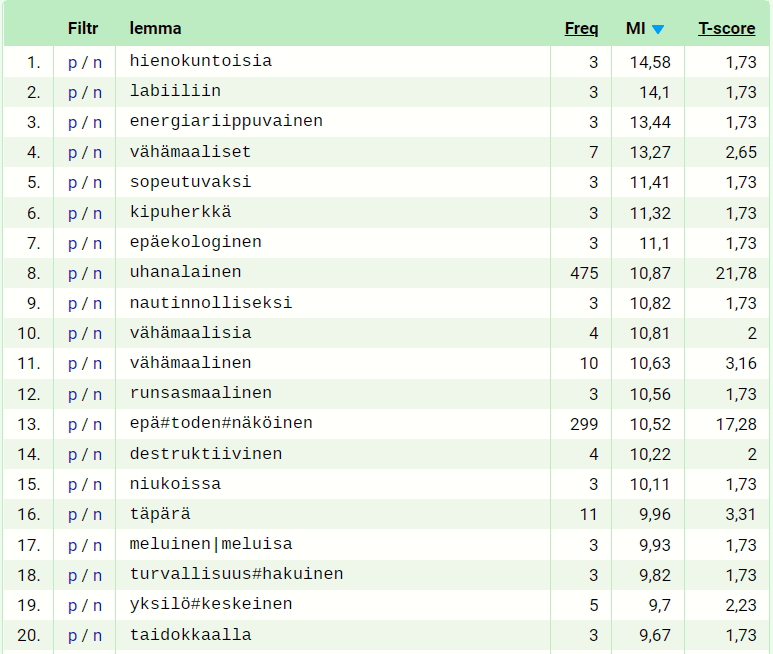 Filtr lemma Freq MI T-score
1. p / n hienokuntoisia 3 14,58 1,73
2. p / n labiiliin 3 14,1 1,73
3. p / n energiariippuvainen 3 13,44 1,73
4. p / n vähämaaliset 7 13,27 2,65
5. p / n sopeutuvaksi 3 11,41 1,73
6. p / n kipuherkkä 3 11,32 1,73
7. p / n epäekologinen 3 11,1 1,73
8. p / n uhanalainen 475 10,87 21,78
9. p / n nautinnolliseksi 3 10,82 1,73
10. p / n vähämaalisia 4 10,81 2
11. p / n vähämaalinen 10 10,63 3,16
12. p / n runsasmaalinen 3 10,56 1,73
13. p / n epä#toden#näköinen 299 10,52 17,28
14. p / n destruktiivinen 4 10,22 2
15. p / n niukoissa 3 10,11 1,73
16. p / n täpärä 11 9,96 3,31
17. p / n meluinen|meluisa 3 9,93 1,73
18. p / n turvallisuus#hakuinen 3 9,82 1,73
19. p / n yksilö#keskeinen 5 9,7 2,23
20. p / n taidokkaalla 3 9,67 1,73